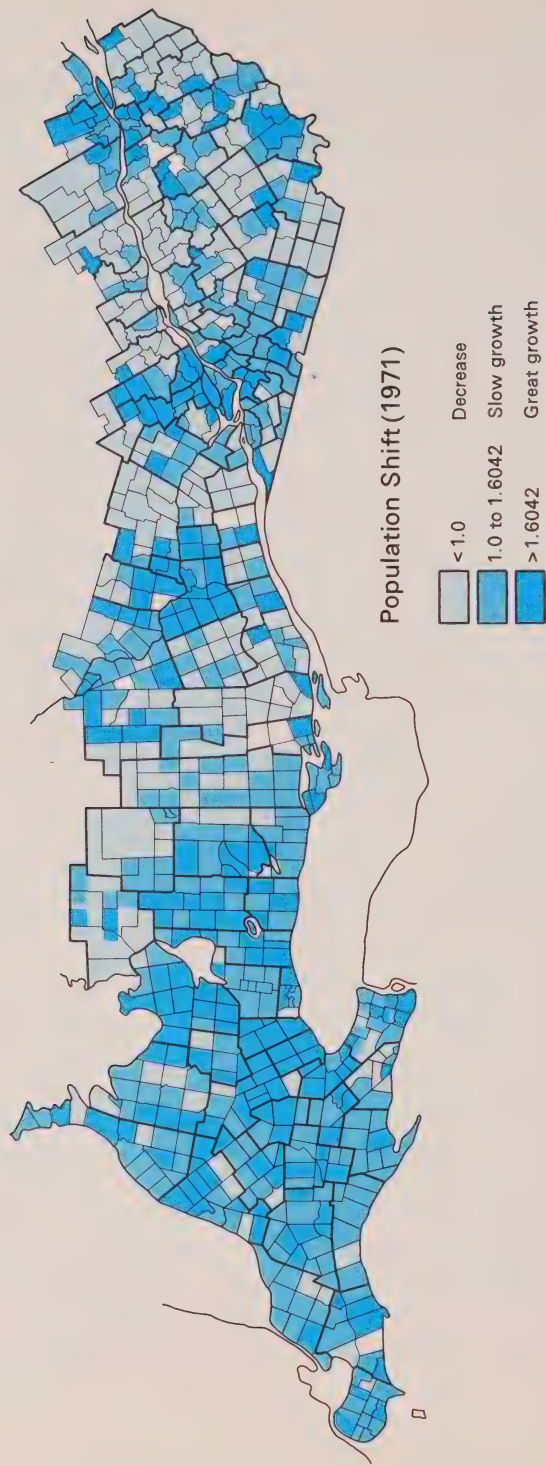 Population Shift (1971)
<1.0 Decrease
1.0 to 1.6042 Slow growth
>1.6042 Great growth